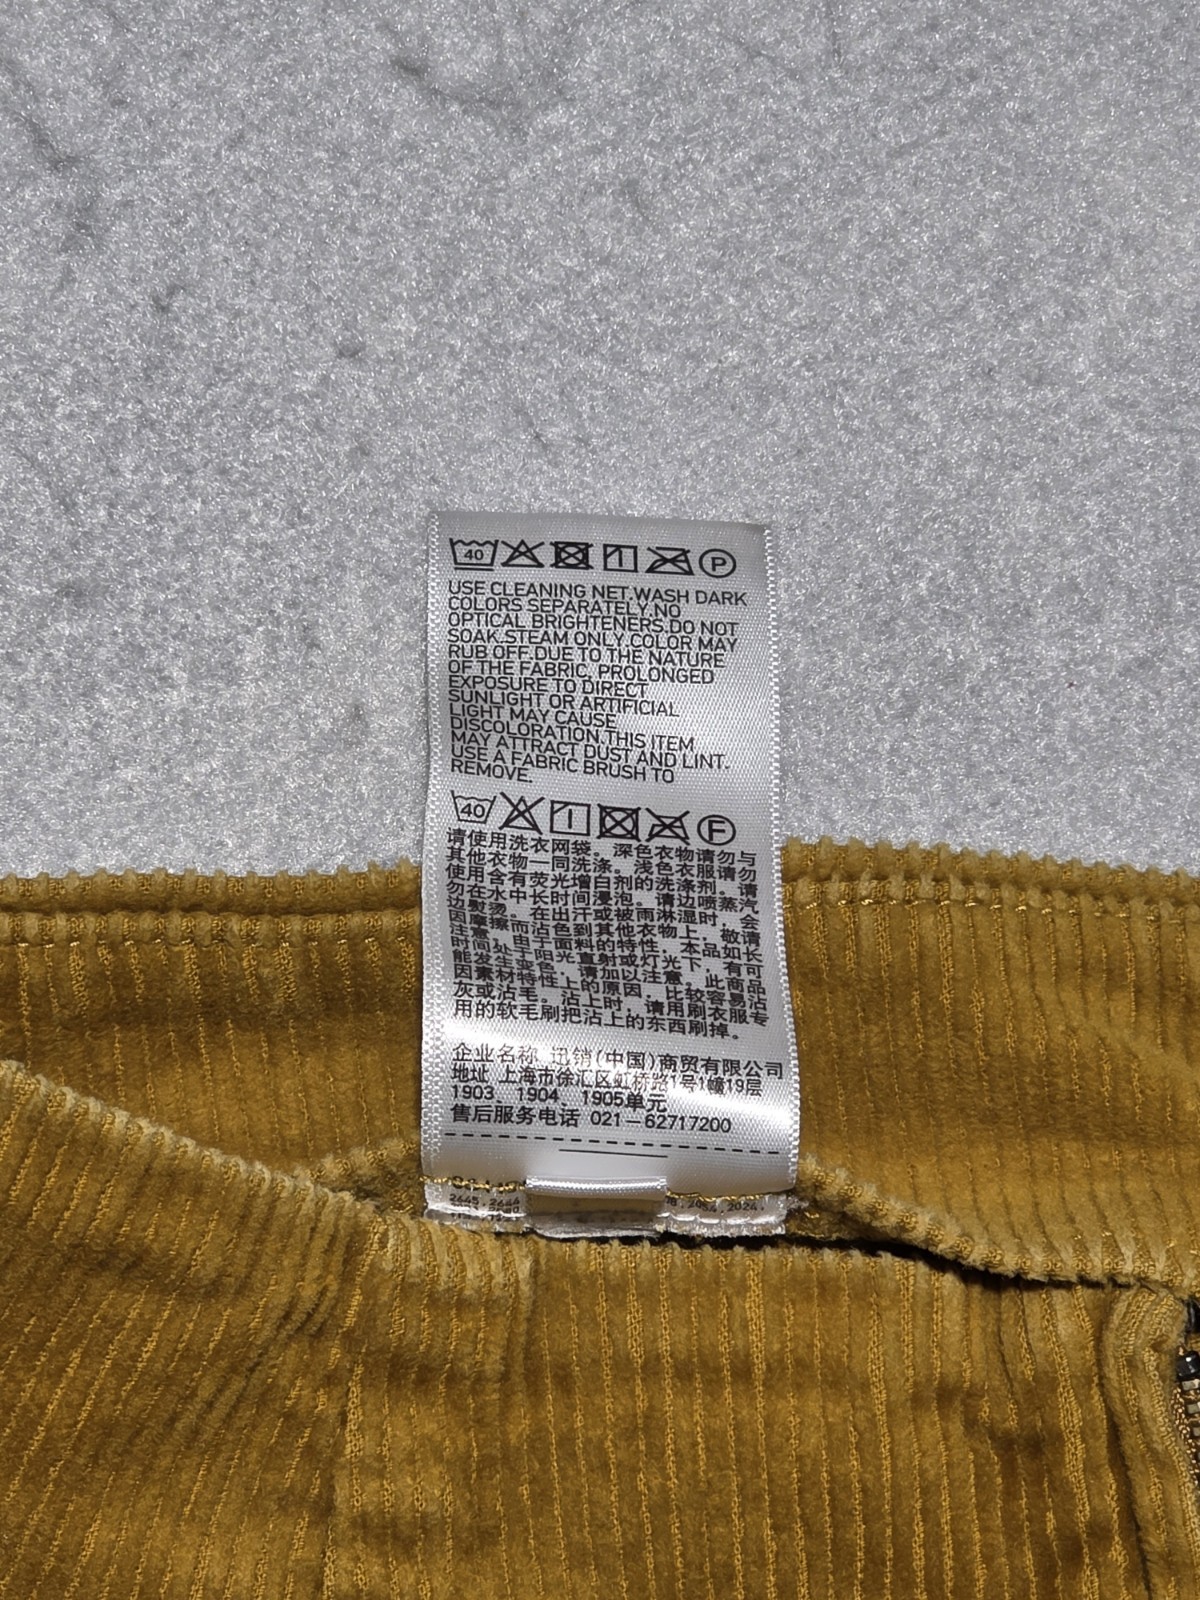 40 P
USE CLEANING NET.WASH DARK
COLORS SEPARATELY.NO
OPTICAL BRIGHTENERS.DO NOT
SOAK.STEAM ONLY.COLOR MAY
RUB OFF.DUE TO THE NATURE
OF THE FABRIC, PROLONGED
EXPOSURE TO DIRECT
SUNLIGHT OR ARTIFICIAL
LIGHT MAY CAUSE
DISCOLORATION.THIS ITEM
MAY ATTRACT DUST AND LINT.
USE A FABRIC BRUSH TO
REMOVE.
40 F
请使用洗衣网袋。深色衣物请勿与
其他衣物一同洗涤。浅色衣服请勿
使用含有荧光增白剂的洗涤剂。请
勿在水中长时间浸泡。请边喷蒸汽
边熨烫。在出汗或被雨淋湿时，会
因摩擦而沾色到其他衣物上，敬请
注意。由于面料的特性，本品如长
时间处于阳光直射或灯光下，有可
能发生变色，请加以注意。此商品
因素材特性上的原因，比较容易沾
灰或沾毛。沾上时，请用刷衣服专
用的软毛刷把沾上的东西刷掉。
企业名称 迅销(中国)商贸有限公司
地址 上海市徐汇区虹桥路1号1幢19层
1903、1904、1905单元
售后服务电话 021-62717200
2645 2644 2054.2024.